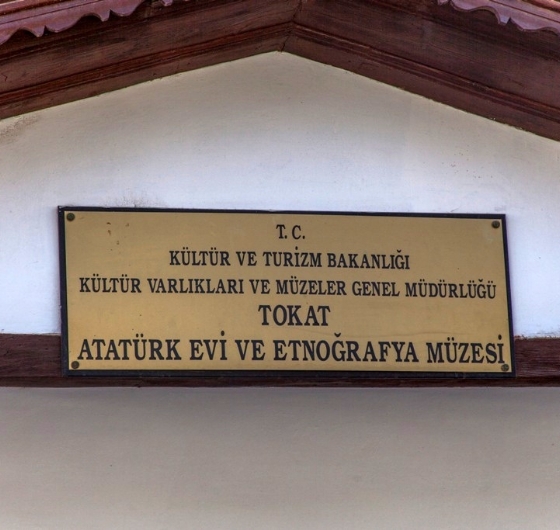 T. C.
KÜLTÜR VE TURİZM BAKANLIĞI
KÜLTÜR VARLIKLARI VE MÜZELER GENEL MÜDÜRLÜĞÜ
TOKAT
ATATÜRK EVİ VE ETNOĞRAFYA MÜZESİ